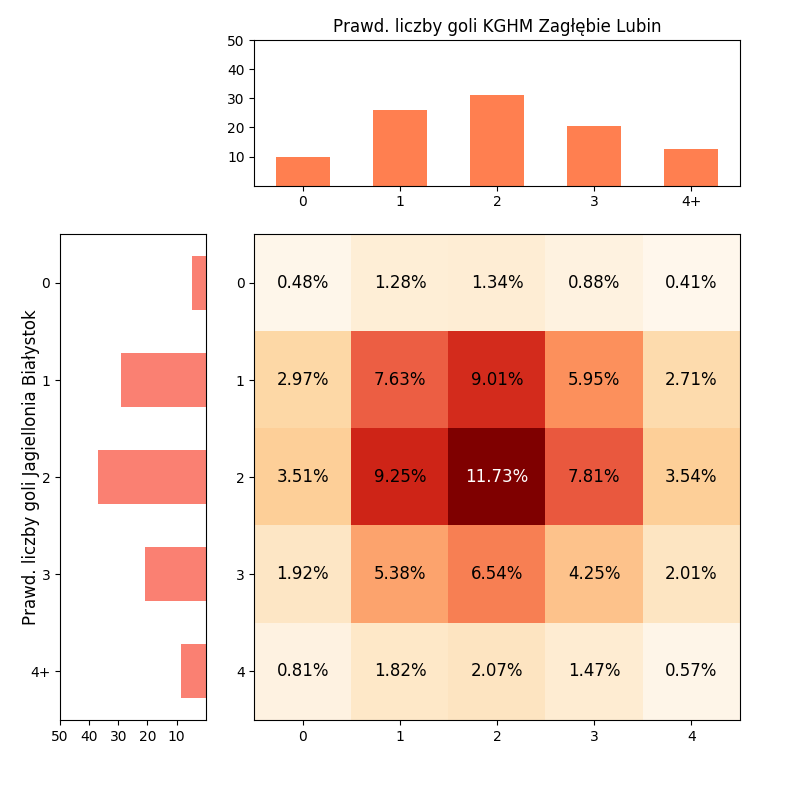 Prawd. liczby goli KGHM Zagłębie Lubin
50
40
30
20
10
0 1 2 3 4+
Prawd. liczby goli Jagiellonia Białystok
0
1
2
3
4+
50 40 30 20 10
0 0.48% 1.28% 1.34% 0.88% 0.41%
1 2.97% 7.63% 9.01% 5.95% 2.71%
2 3.51% 9.25% 11.73% 7.81% 3.54%
3 1.92% 5.38% 6.54% 4.25% 2.01%
4 0.81% 1.82% 2.07% 1.47% 0.57%
0 1 2 3 4